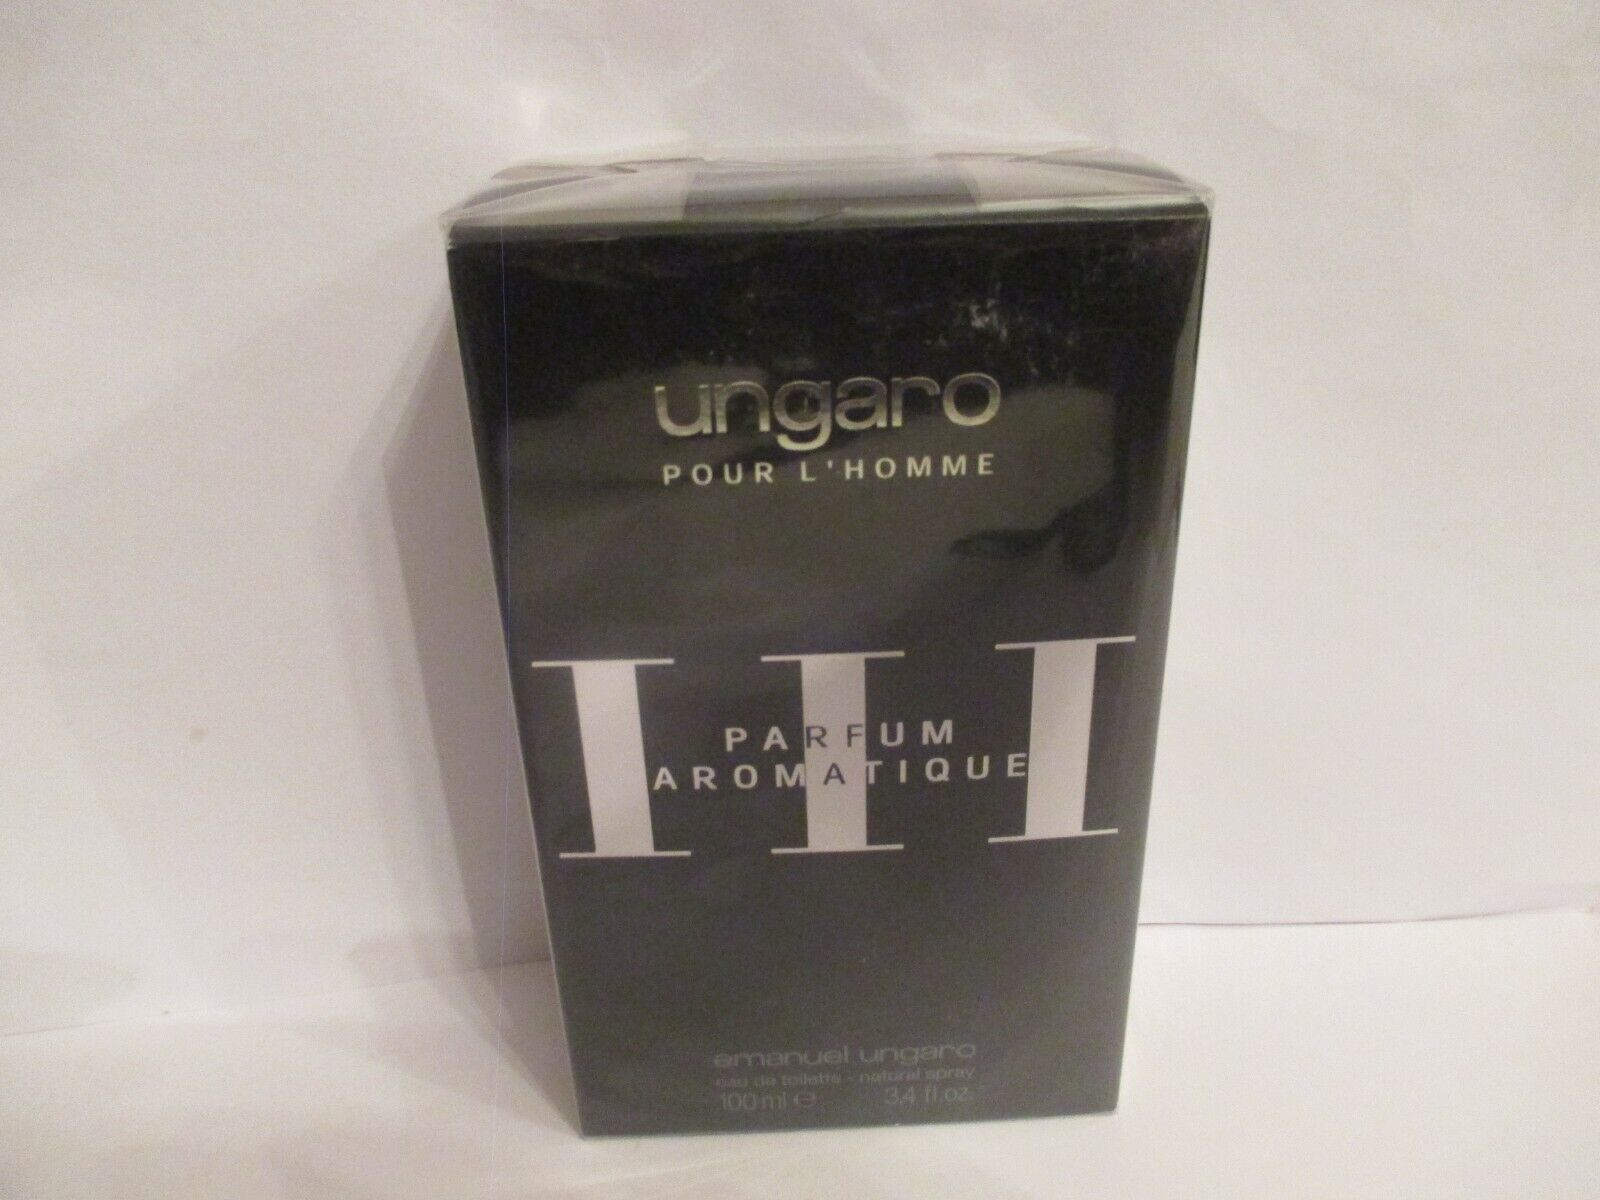 ungaro
POUR L'HOMME
III
PARFUM
AROMATIQUE
emanuel ungaro
eau de toilette - natural spray
100 ml e 3,4 fl.oz.